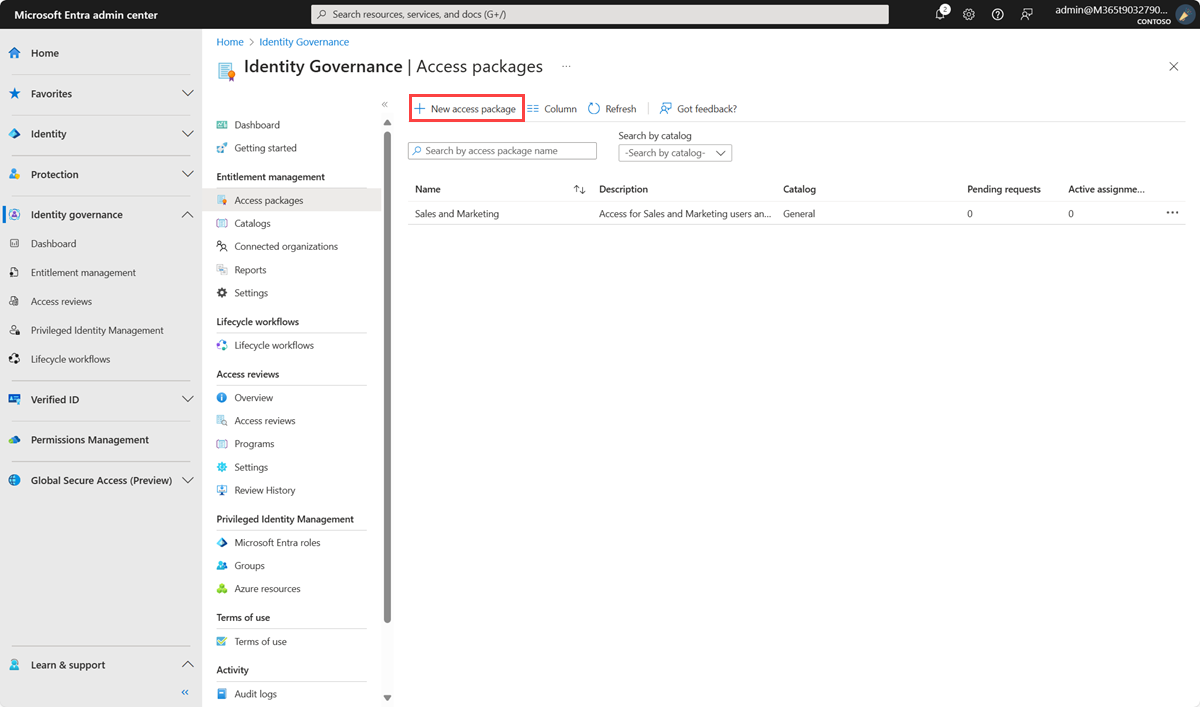 Microsoft Entra admin center
Search resources, services, and docs (G+/)
2
admin@M365t9032790...
CONTOSO
Home
Favorites
Identity
Protection
Identity governance
Dashboard
Entitlement management
Access reviews
Privileged Identity Management
Lifecycle workflows
Verified ID
Permissions Management
Global Secure Access (Preview)
Learn & support
Home > Identity Governance
Identity Governance | Access packages ...
Dashboard
Getting started
Entitlement management
Access packages
Catalogs
Connected organizations
Reports
Settings
Lifecycle workflows
Lifecycle workflows
Access reviews
Overview
Access reviews
Programs
Settings
Review History
Privileged Identity Management
Microsoft Entra roles
Groups
Azure resources
Terms of use
Terms of use
Activity
Audit logs
New access package Column Refresh Got feedback?
Search by catalog
Search by access package name -Search by catalog-
Name Description Catalog Pending requests Active assignme...
Sales and Marketing Access for Sales and Marketing users an... General 0 0